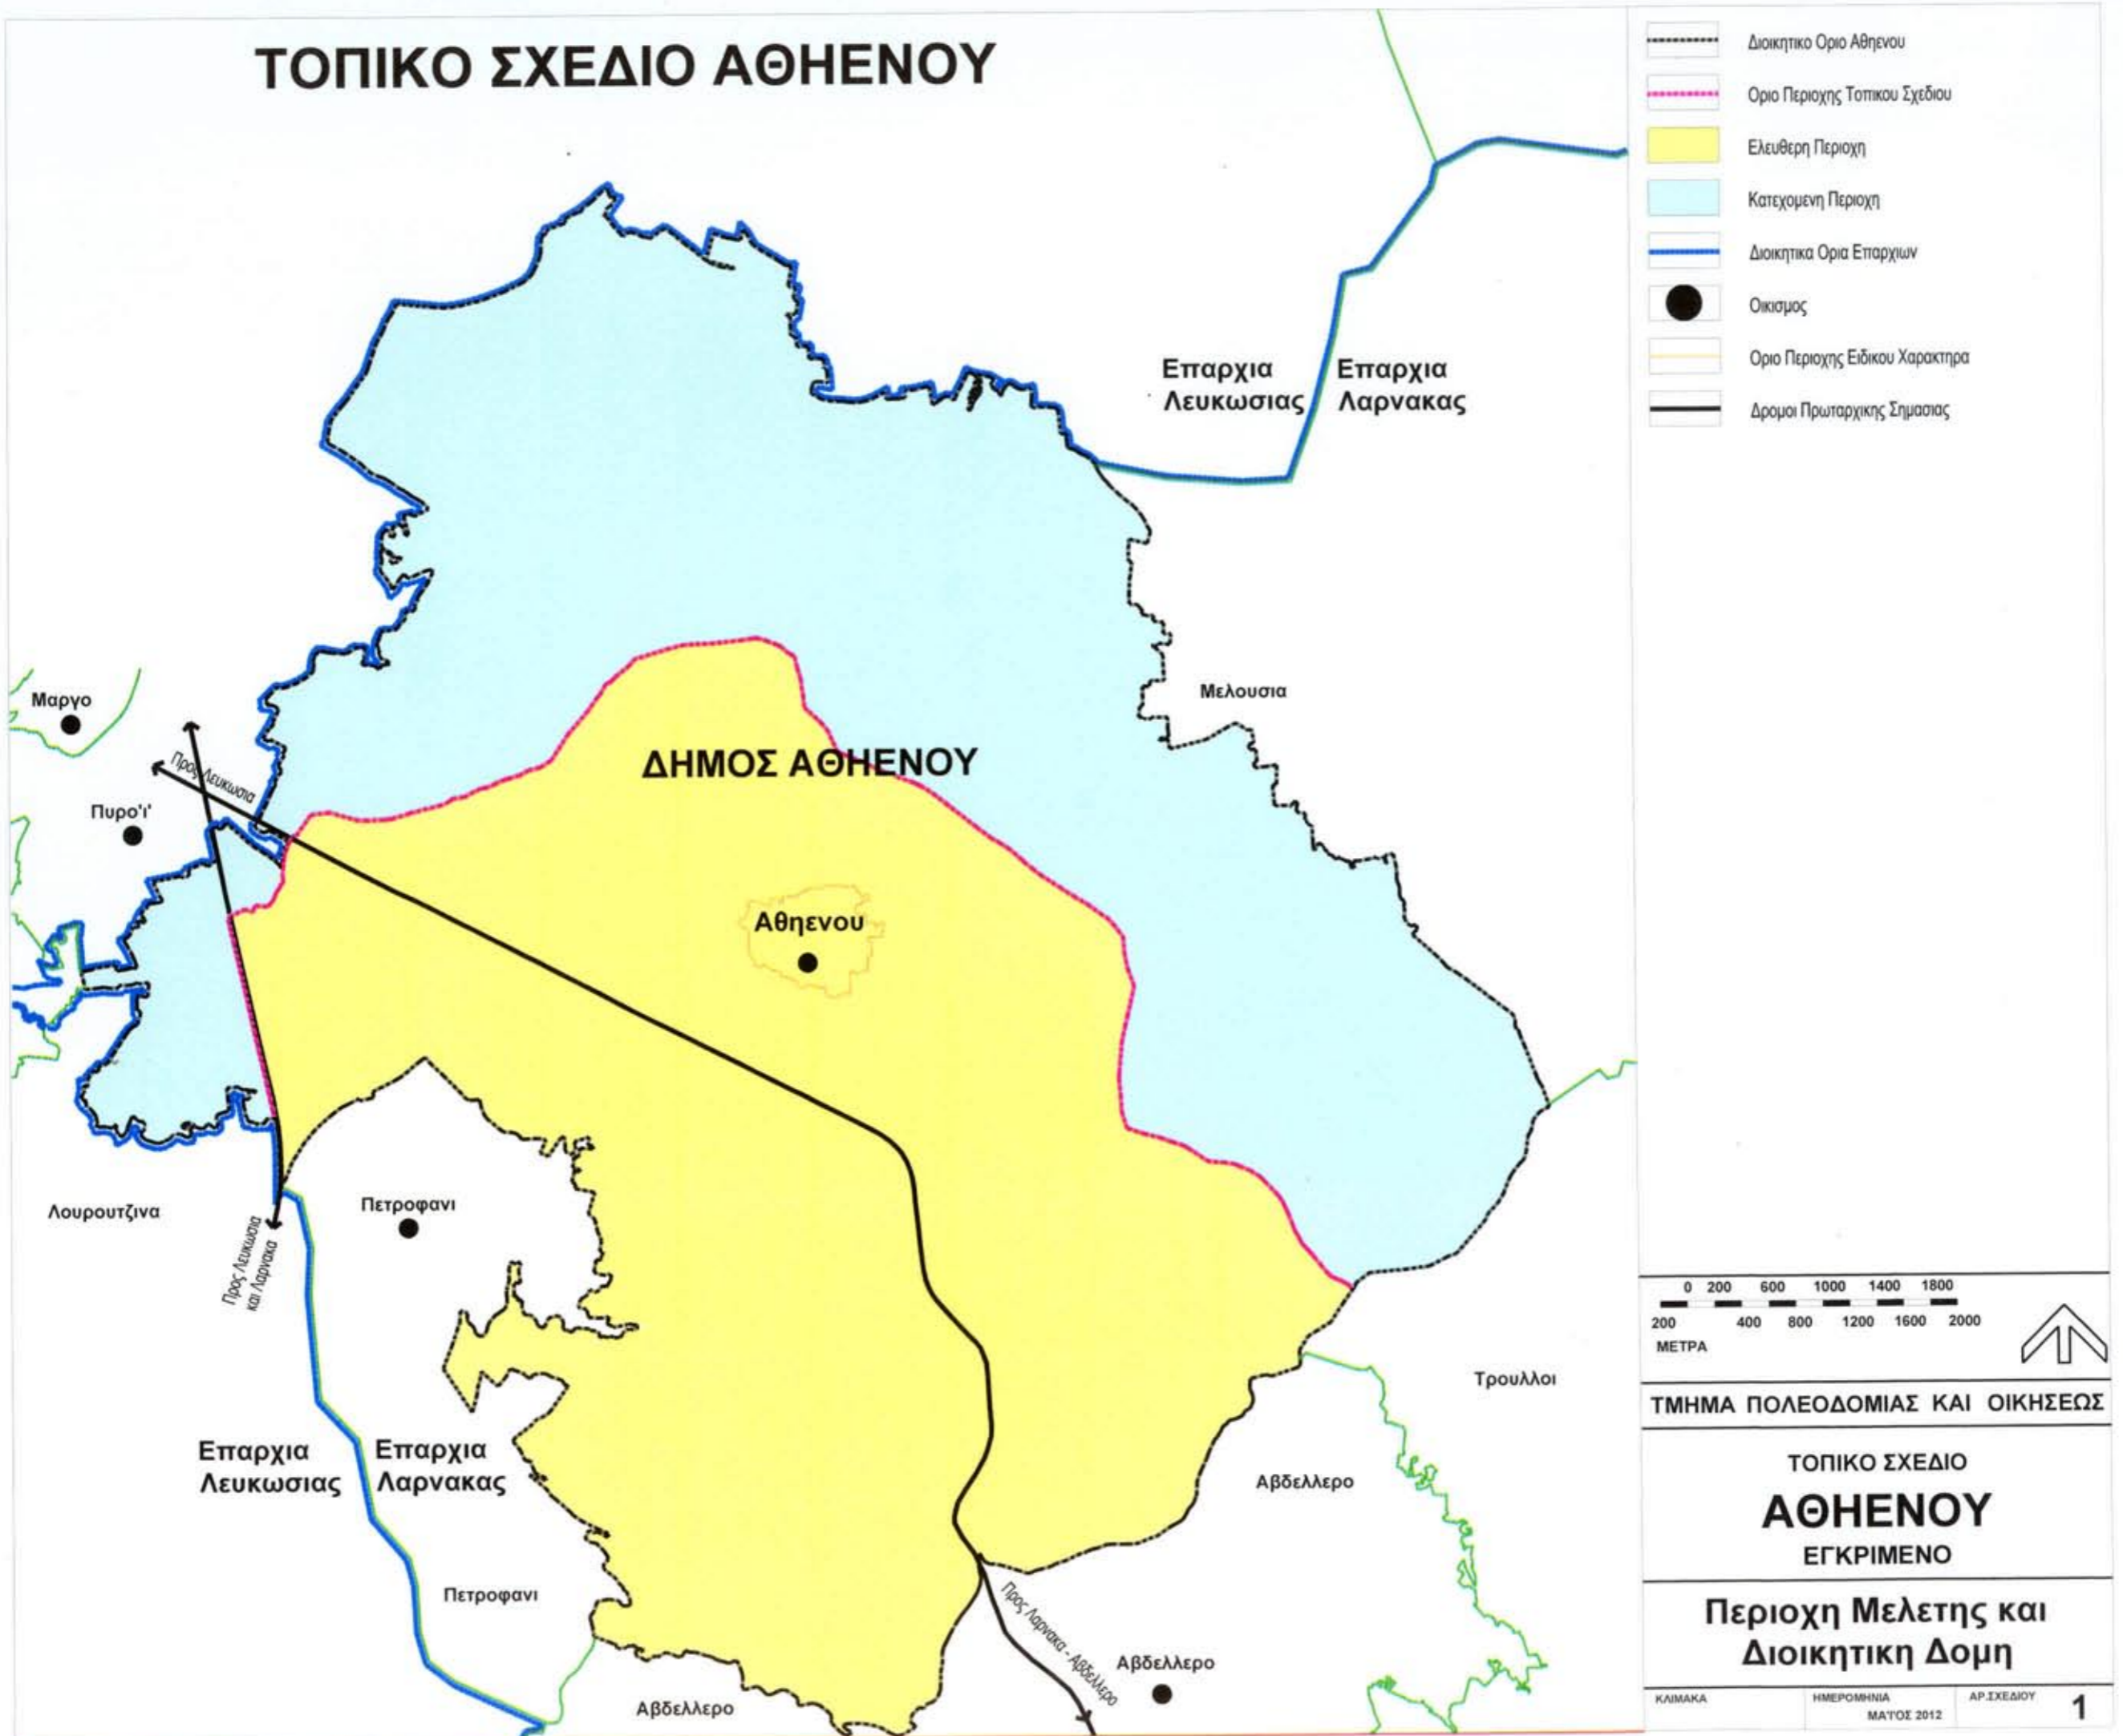 ΤΟΠΙΚΟ ΣΧΕΔΙΟ ΑΘΗΕΝΟΥ
Διοικητικο Οριο Αθηενου
Οριο Περιοχης Τοπικου Σχεδιου
Ελευθερη Περιοχη
Κατεχομενη Περιοχη
Διοικητικα Ορια Επαρχιων
Οικισμος
Οριο Περιοχης Ειδικου Χαρακτηρα
Δρομοι Πρωταρχικης Σημασιας
Επαρχια
Λευκωσιας
Επαρχια
Λαρνακας
Μελουσια
Μαργο
Προς Λευκωσια
Πυρο'ι'
ΔΗΜΟΣ ΑΘΗΕΝΟΥ
Αθηενου
Λουρουτζινα
Πετροφανι
Προς Λευκωσια
και Λαρνακα
Επαρχια
Λευκωσιας
Επαρχια
Λαρνακας
Τρουλλοι
Αβδελλερο
Πετροφανι
Προς Λαρνακα - Αβδελλερο
Αβδελλερο
Αβδελλερο
0 200 600 1000 1400 1800
200 400 800 1200 1600 2000
ΜΕΤΡΑ
ΤΜΗΜΑ ΠΟΛΕΟΔΟΜΙΑΣ ΚΑΙ ΟΙΚΗΣΕΩΣ
ΤΟΠΙΚΟ ΣΧΕΔΙΟ
ΑΘΗΕΝΟΥ
ΕΓΚΡΙΜΕΝΟ
Περιοχη Μελετης και
Διοικητικη Δομη
ΚΛΙΜΑΚΑ
ΗΜΕΡΟΜΗΝΙΑ
ΜΑΪΟΣ 2012
ΑΡ.ΣΧΕΔΙΟΥ
1